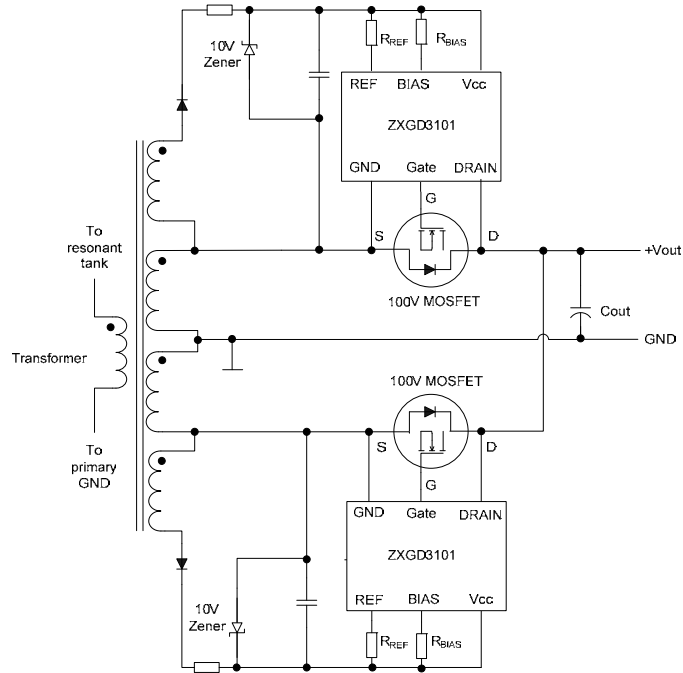 10V
Zener
RREF
RBIAS
REF BIAS Vcc
ZXGD3101
GND Gate DRAIN
G
S D
To
resonant
tank
+Vout
100V MOSFET
Cout
GND
Transformer
100V MOSFET
To
primary
GND
S D
G
GND Gate DRAIN
ZXGD3101
REF BIAS Vcc
10V
Zener
RREF
RBIAS